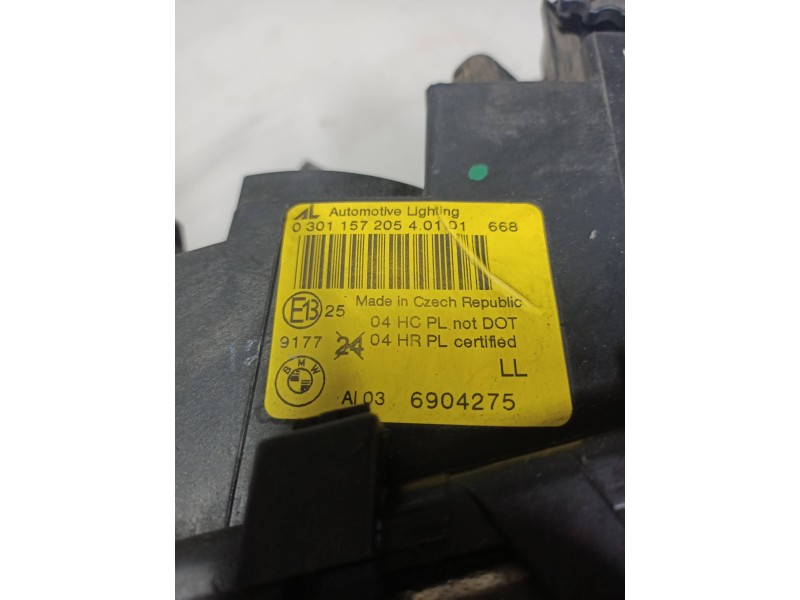 AL Automotive Lighting
0 301 157 205 4.01 01 668
Made in Czech Republic
E13 25 04 HC PL not DOT
9177 24 04 HR PL certified
BMW LL
AI 03 6904275